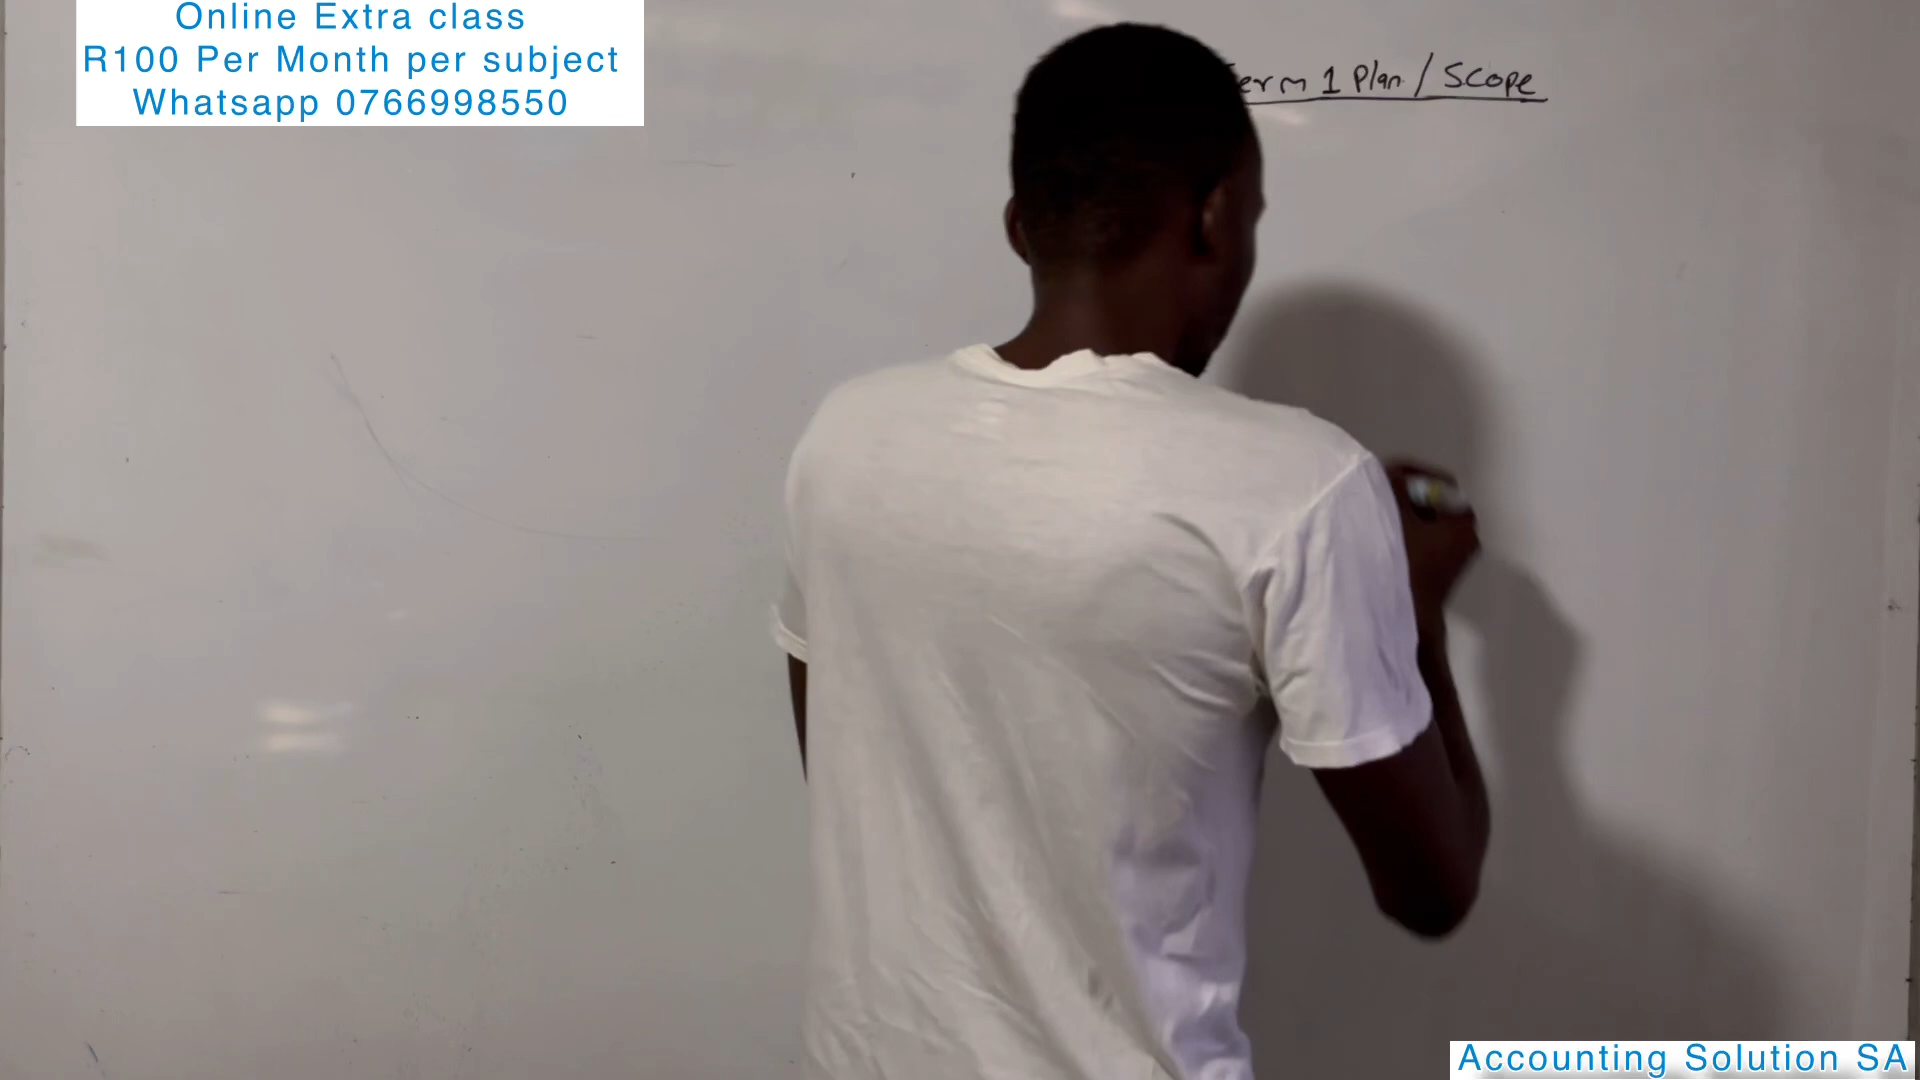 Online Extra class
R100 Per Month per subject
Whatsapp 0766998550
erm 1 Plan / Scope
Accounting Solution SA